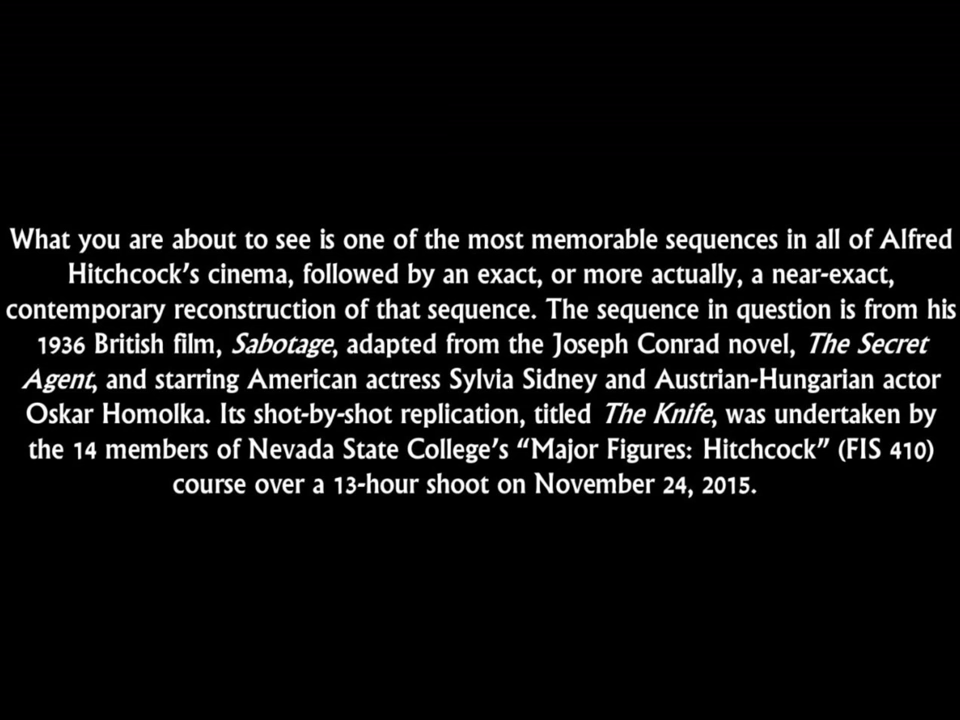 What you are about to see is one of the most memorable sequences in all of Alfred
Hitchcock's cinema, followed by an exact, or more actually, a near-exact,
contemporary reconstruction of that sequence. The sequence in question is from his
1936 British film, Sabotage, adapted from the Joseph Conrad novel, The Secret
Agent, and starring American actress Sylvia Sidney and Austrian-Hungarian actor
Oskar Homolka. Its shot-by-shot replication, titled The Knife, was undertaken by
the 14 members of Nevada State College's “Major Figures: Hitchcock” (FIS 410)
course over a 13-hour shoot on November 24, 2015.